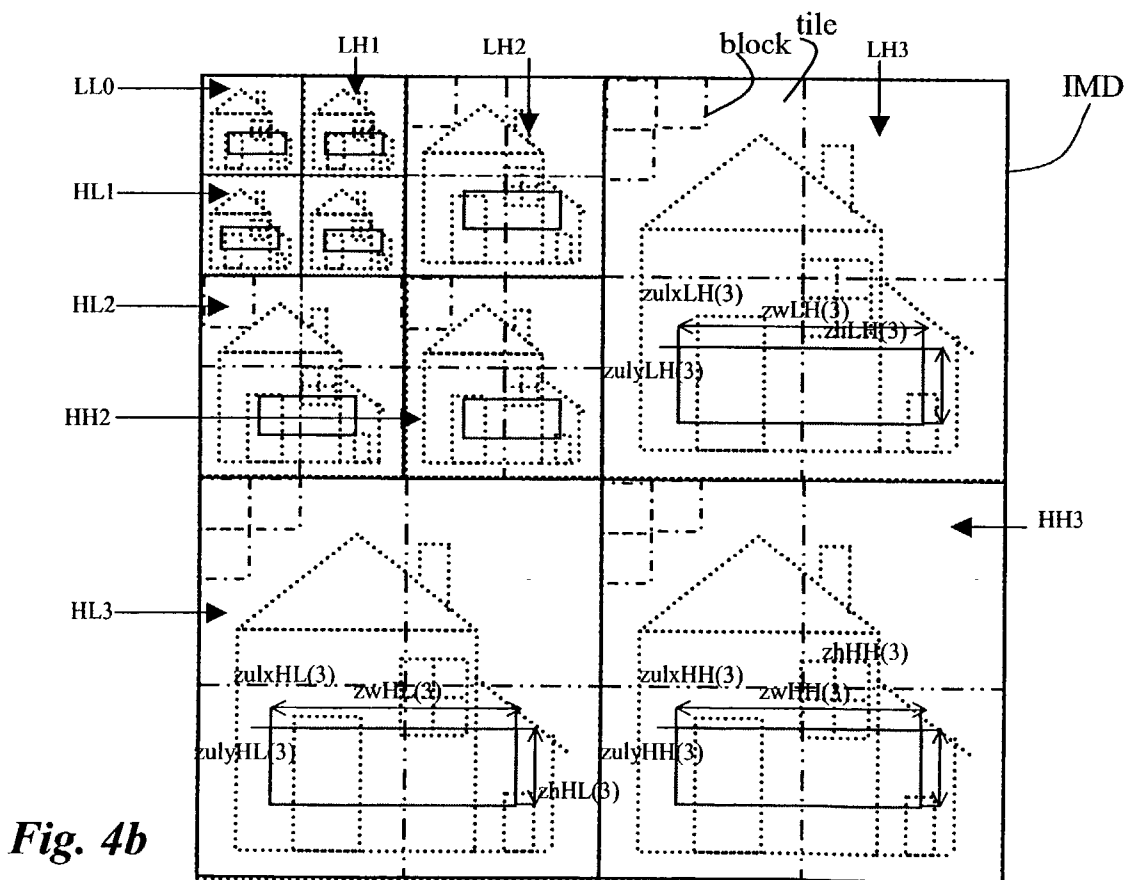 tile
block
LH1
LH2
LH3
LL0
IMD
HL1
HL2
zulxLH(3)
zwLH(3)
zhLH(3)
zulyLH(3)
HH2
HH3
HL3
zhHH(3)
zulxHL(3)
zwHL(3)
zulxHH(3)
zwHH(3)
zulyHL(3)
zulyHH(3)
zhHL(3)
Fig. 4b